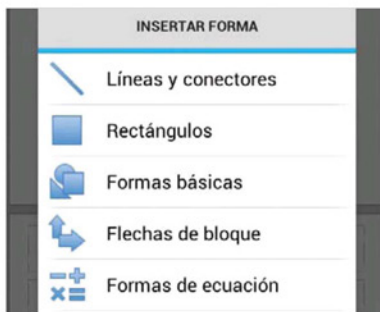 INSERTAR FORMA
Líneas y conectores
Rectángulos
Formas básicas
Flechas de bloque
Formas de ecuación